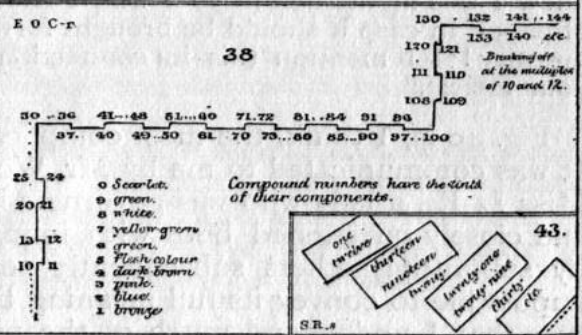 E O C-r.
38
130 .. 132 141 .. 144
133 140 etc
120 121
Breaking off
at the multiples
of 10 and 12.
111 110
108 109
30 .. 36 41 .. 48 51 ... 60 71.72 81 .. 84 91 96
37 .. 40 49 .. 50 61 70 73 .. 80 85 .. 90 97 .. 100
25 24
20 21
13 12
10 11
0 Scarlet.
9 green.
8 white.
7 yellow-green
6 green.
5 Flesh colour
4 dark-brown
3 pink.
2 blue.
1 bronze
Compound numbers have the tints
of their components.
43.
one
twelve
thirteen
nineteen
twenty
twenty-one
twenty nine
thirty
etc.
S.R.,s